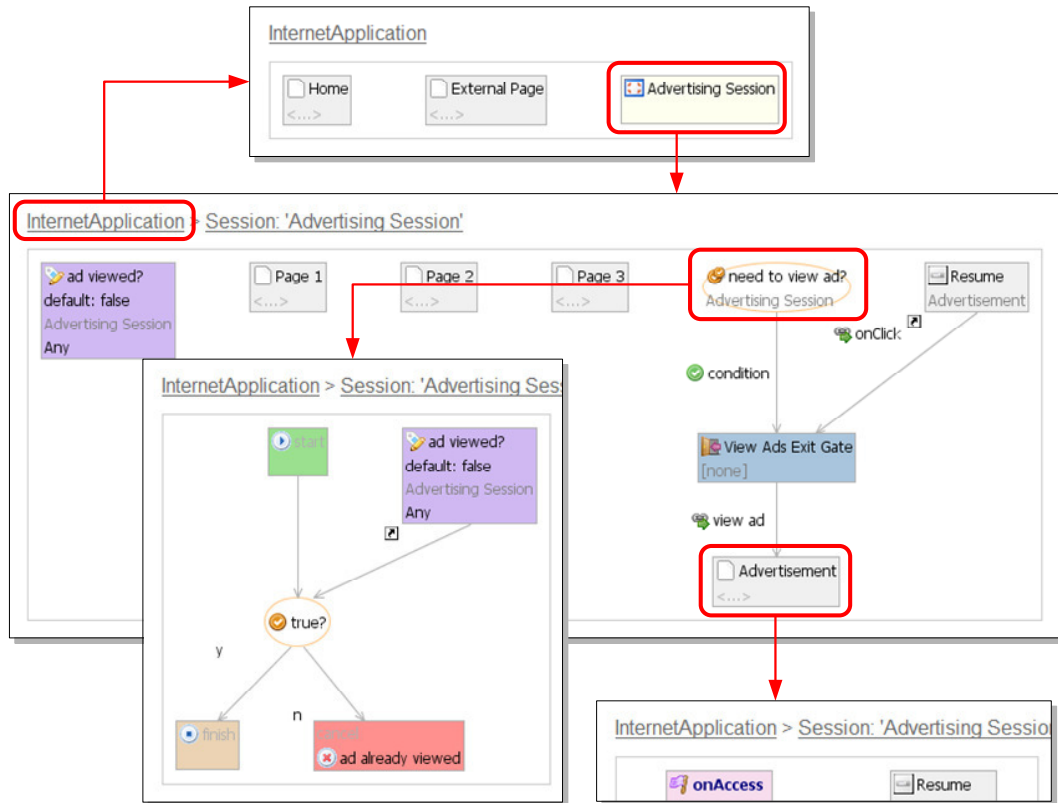 InternetApplication
Home
<...>
External Page
<...>
Advertising Session
InternetApplication > Session: 'Advertising Session'
ad viewed?
default: false
Advertising Session
Any
Page 1
<...>
Page 2
<...>
Page 3
<...>
need to view ad?
Advertising Session
Resume
Advertisement
onClick
condition
View Ads Exit Gate
[none]
view ad
Advertisement
<...>
InternetApplication > Session: 'Advertising Ses
start
ad viewed?
default: false
Advertising Session
Any
true?
y
n
finish
cancel
ad already viewed
InternetApplication > Session: 'Advertising Sessio
onAccess
Resume